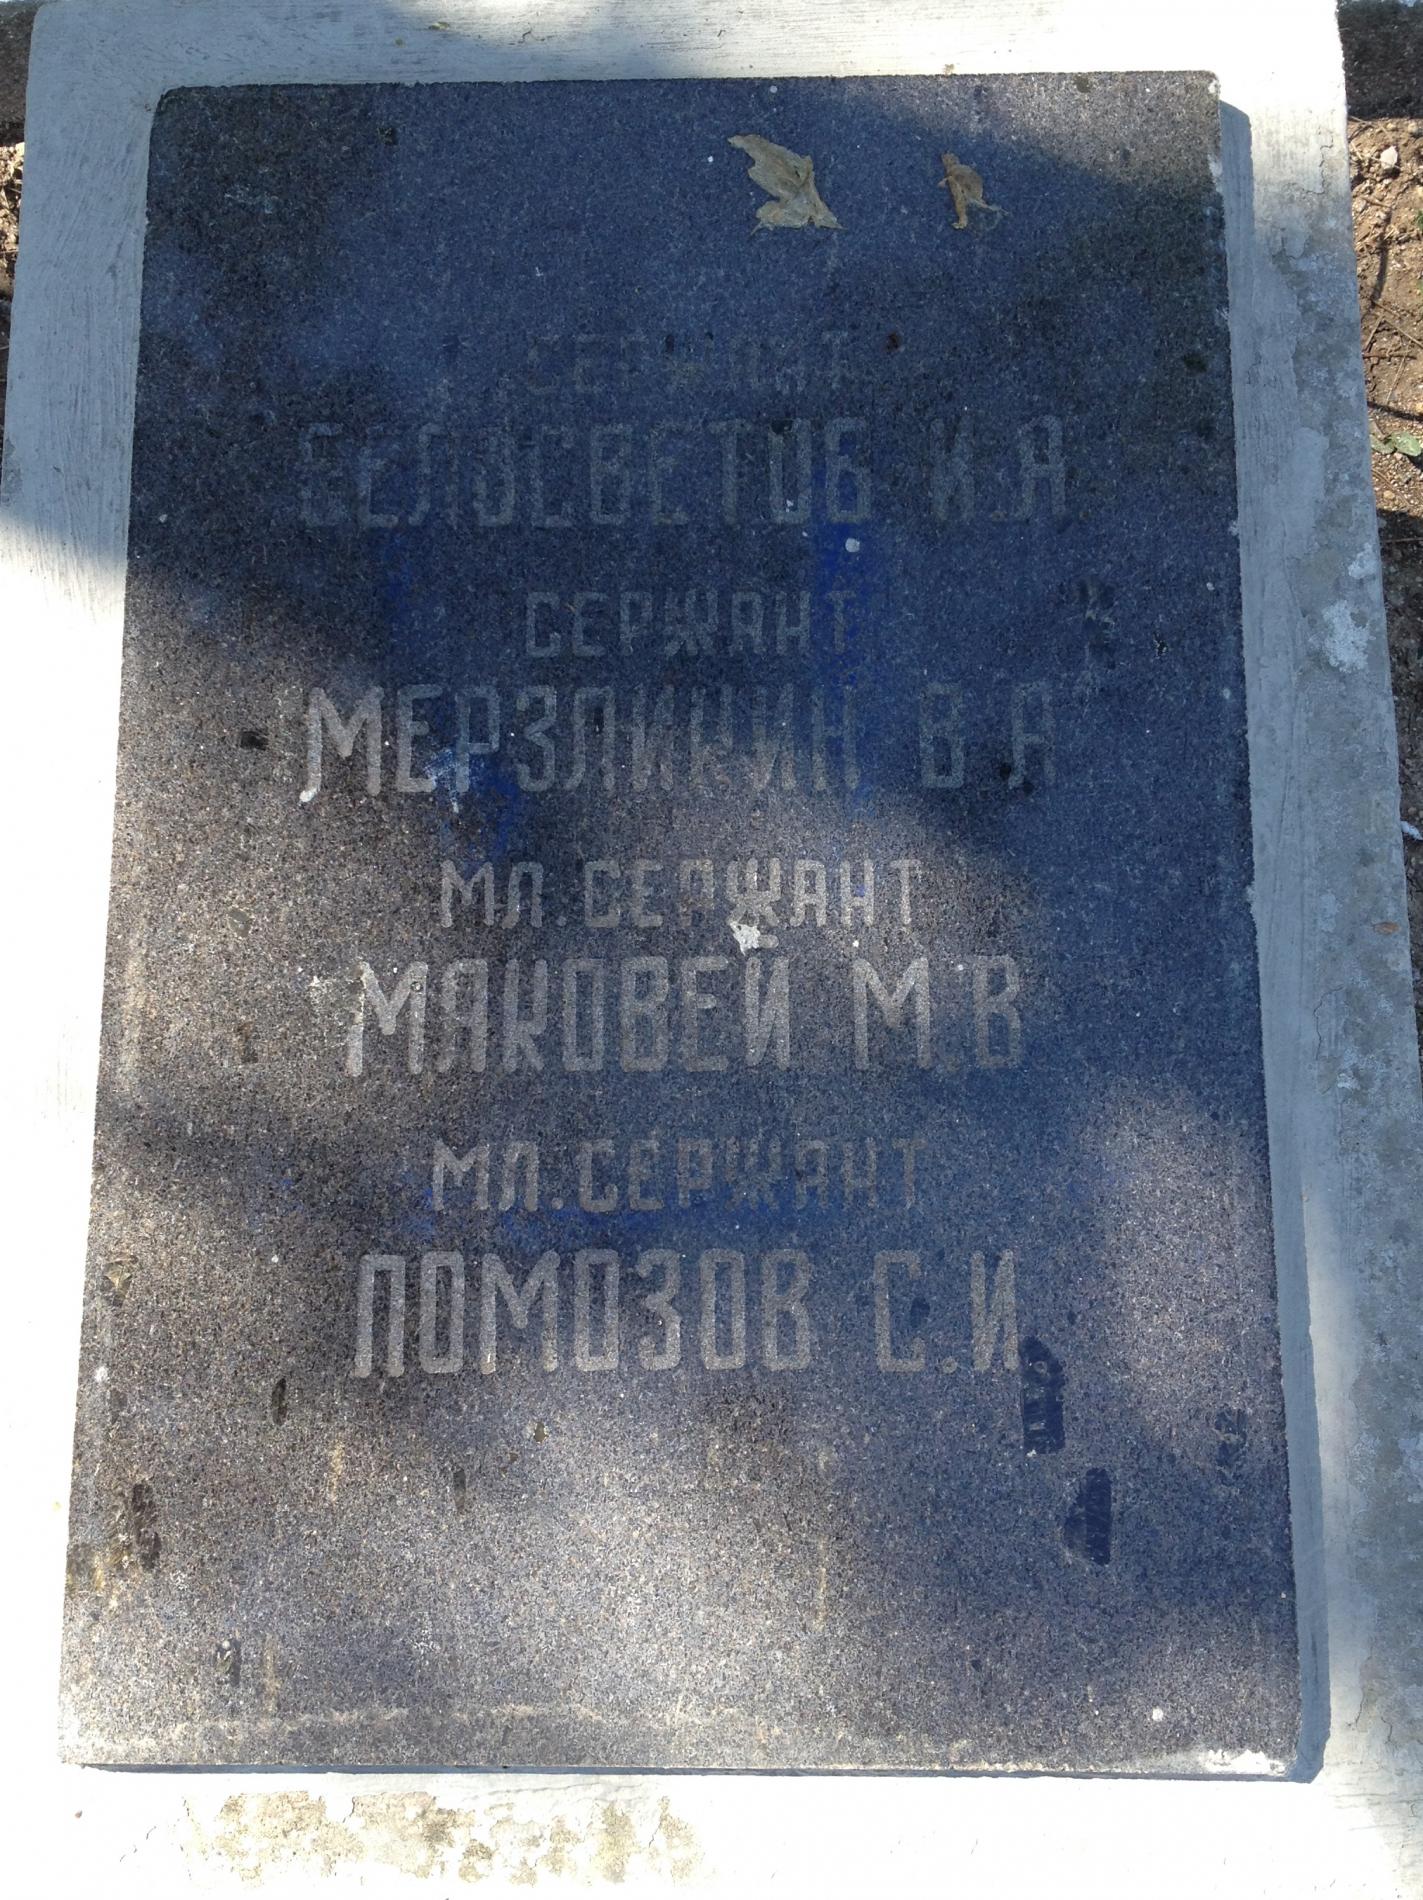 СЕРЖАНТ
БЕЛОСВЕТОВ И.А
СЕРЖАНТ
МЕРЗЛИКИН В.А
МЛ.СЕРЖАНТ
МЯКОВЕЙ М.В
МЛ.СЕРЖАНТ
ПОМОЗОВ С.И